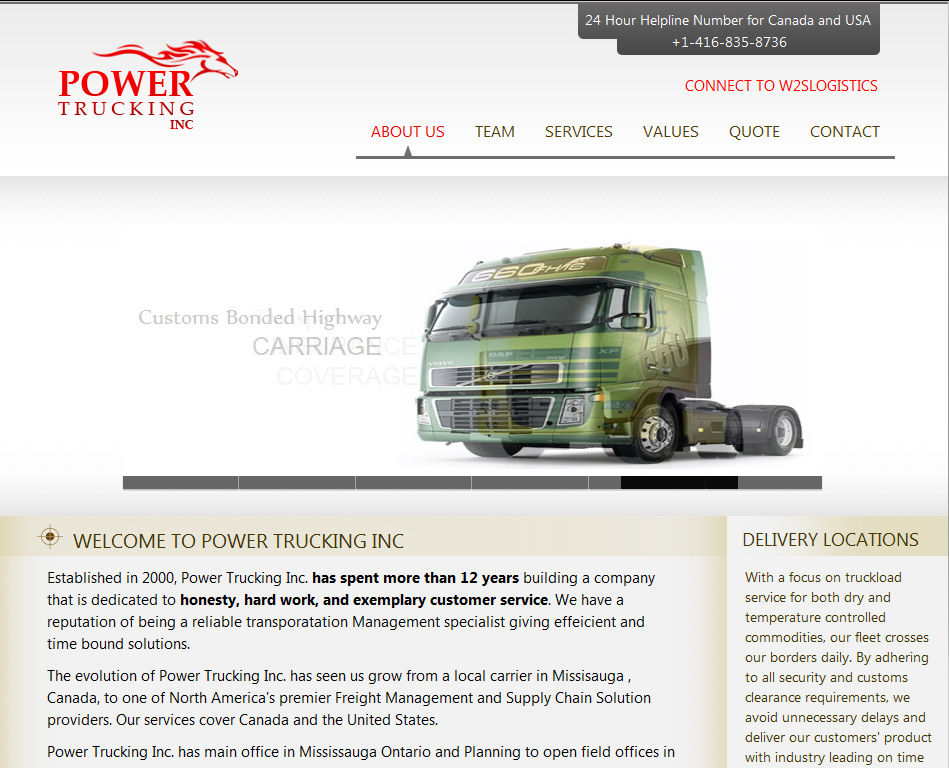 24 Hour Helpline Number for Canada and USA
+1-416-835-8736
POWER
TRUCKING
INC
CONNECT TO W2SLOGISTICS
ABOUT US TEAM SERVICES VALUES QUOTE CONTACT
660 FH16
Customs Bonded Highway
CARRIAGE
COVERAGE
VOLVO
DAF XF
660
WELCOME TO POWER TRUCKING INC
Established in 2000, Power Trucking Inc. has spent more than 12 years building a company
that is dedicated to honesty, hard work, and exemplary customer service. We have a
reputation of being a reliable transporatation Management specialist giving effeicient and
time bound solutions.
The evolution of Power Trucking Inc. has seen us grow from a local carrier in Missisauga ,
Canada, to one of North America's premier Freight Management and Supply Chain Solution
providers. Our services cover Canada and the United States.
Power Trucking Inc. has main office in Mississauga Ontario and Planning to open field offices in
DELIVERY LOCATIONS
With a focus on truckload
service for both dry and
temperature controlled
commodities, our fleet crosses
our borders daily. By adhering
to all security and customs
clearance requirements, we
avoid unnecessary delays and
deliver our customers' product
with industry leading on time